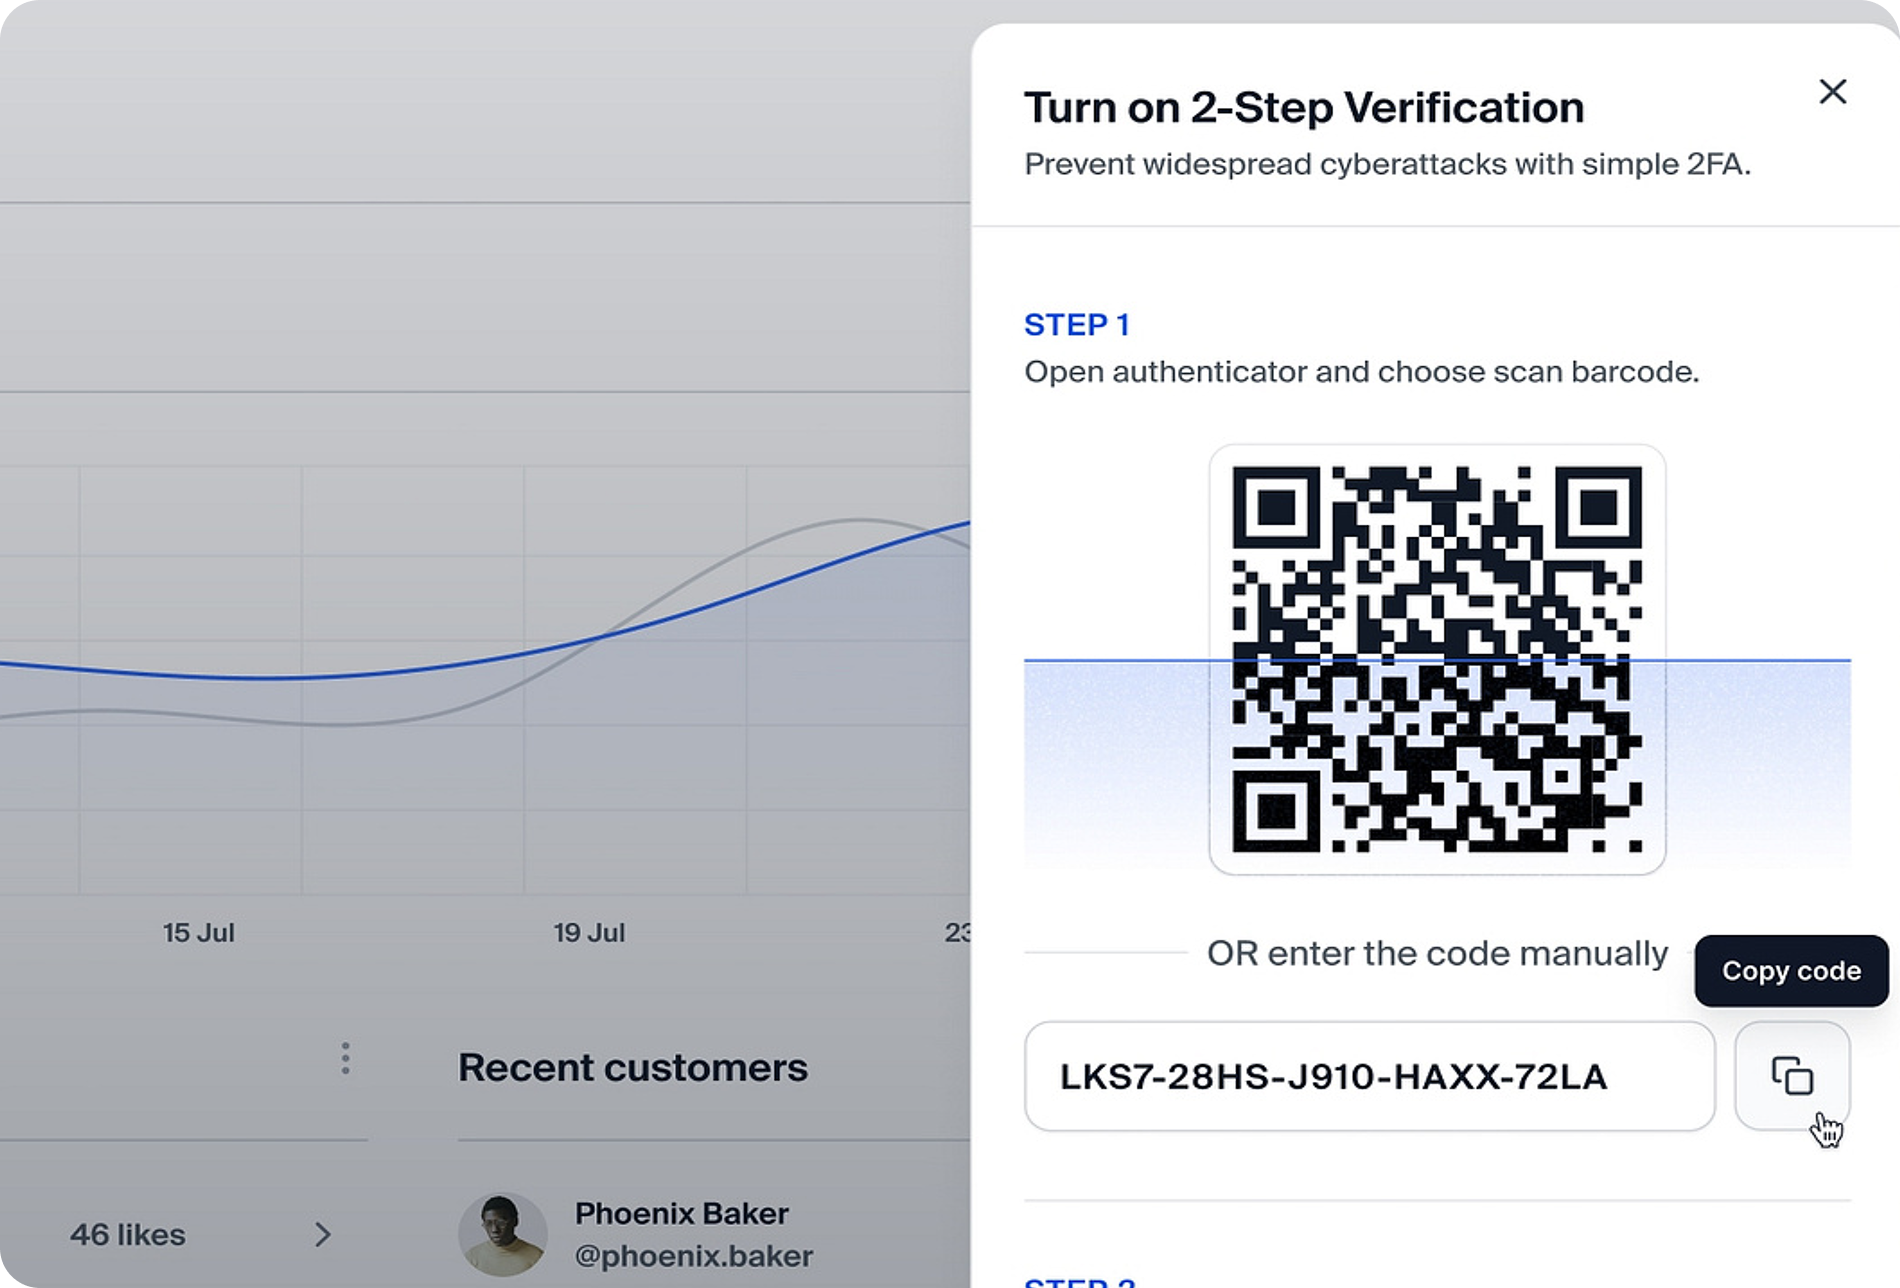 Turn on 2-Step Verification
Prevent widespread cyberattacks with simple 2FA.
STEP 1
Open authenticator and choose scan barcode.
OR enter the code manually
Copy code
LKS7-28HS-J910-HAXX-72LA
15 Jul
19 Jul
23
Recent customers
46 likes
Phoenix Baker
@phoenix.baker
STEP 2